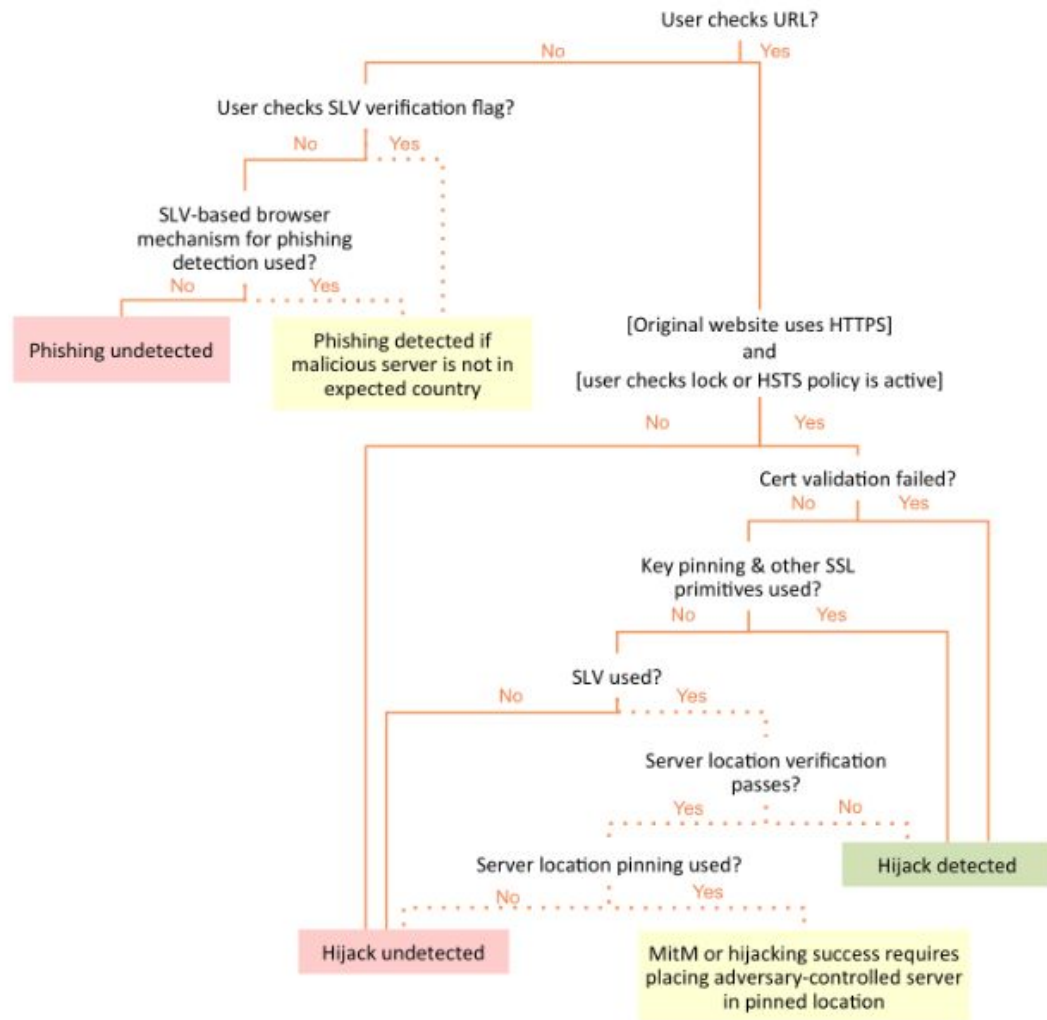 User checks URL?
No
Yes
User checks SLV verification flag?
No
Yes
SLV-based browser
mechanism for phishing
detection used?
No
Yes
Phishing undetected
Phishing detected if
malicious server is not in
expected country
[Original website uses HTTPS]
and
[user checks lock or HSTS policy is active]
No
Yes
Cert validation failed?
No
Yes
Key pinning & other SSL
primitives used?
No
Yes
SLV used?
No
Yes
Server location verification
passes?
Yes
No
Server location pinning used?
Hijack detected
No
Yes
Hijack undetected
MitM or hijacking success requires
placing adversary-controlled server
in pinned location